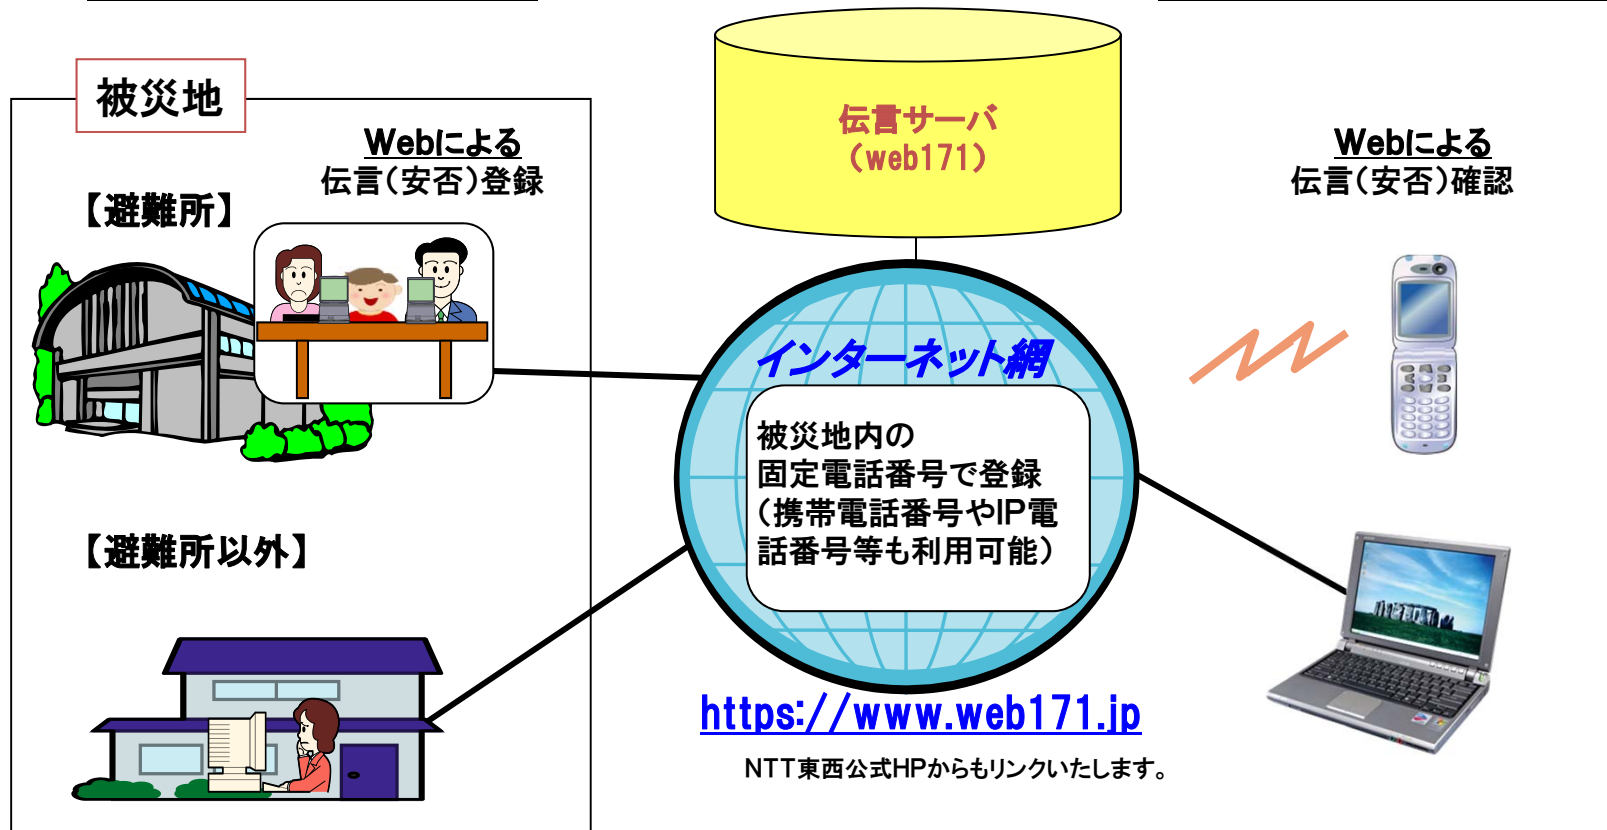 被災地
Webによる
伝言(安否)登録
【避難所】
【避難所以外】
伝言サーバ
(web171)
インターネット網
被災地内の
固定電話番号で登録
(携帯電話番号やIP電
話番号等も利用可能)
https://www.web171.jp
NTT東西公式HPからもリンクいたします。
Webによる
伝言(安否)確認